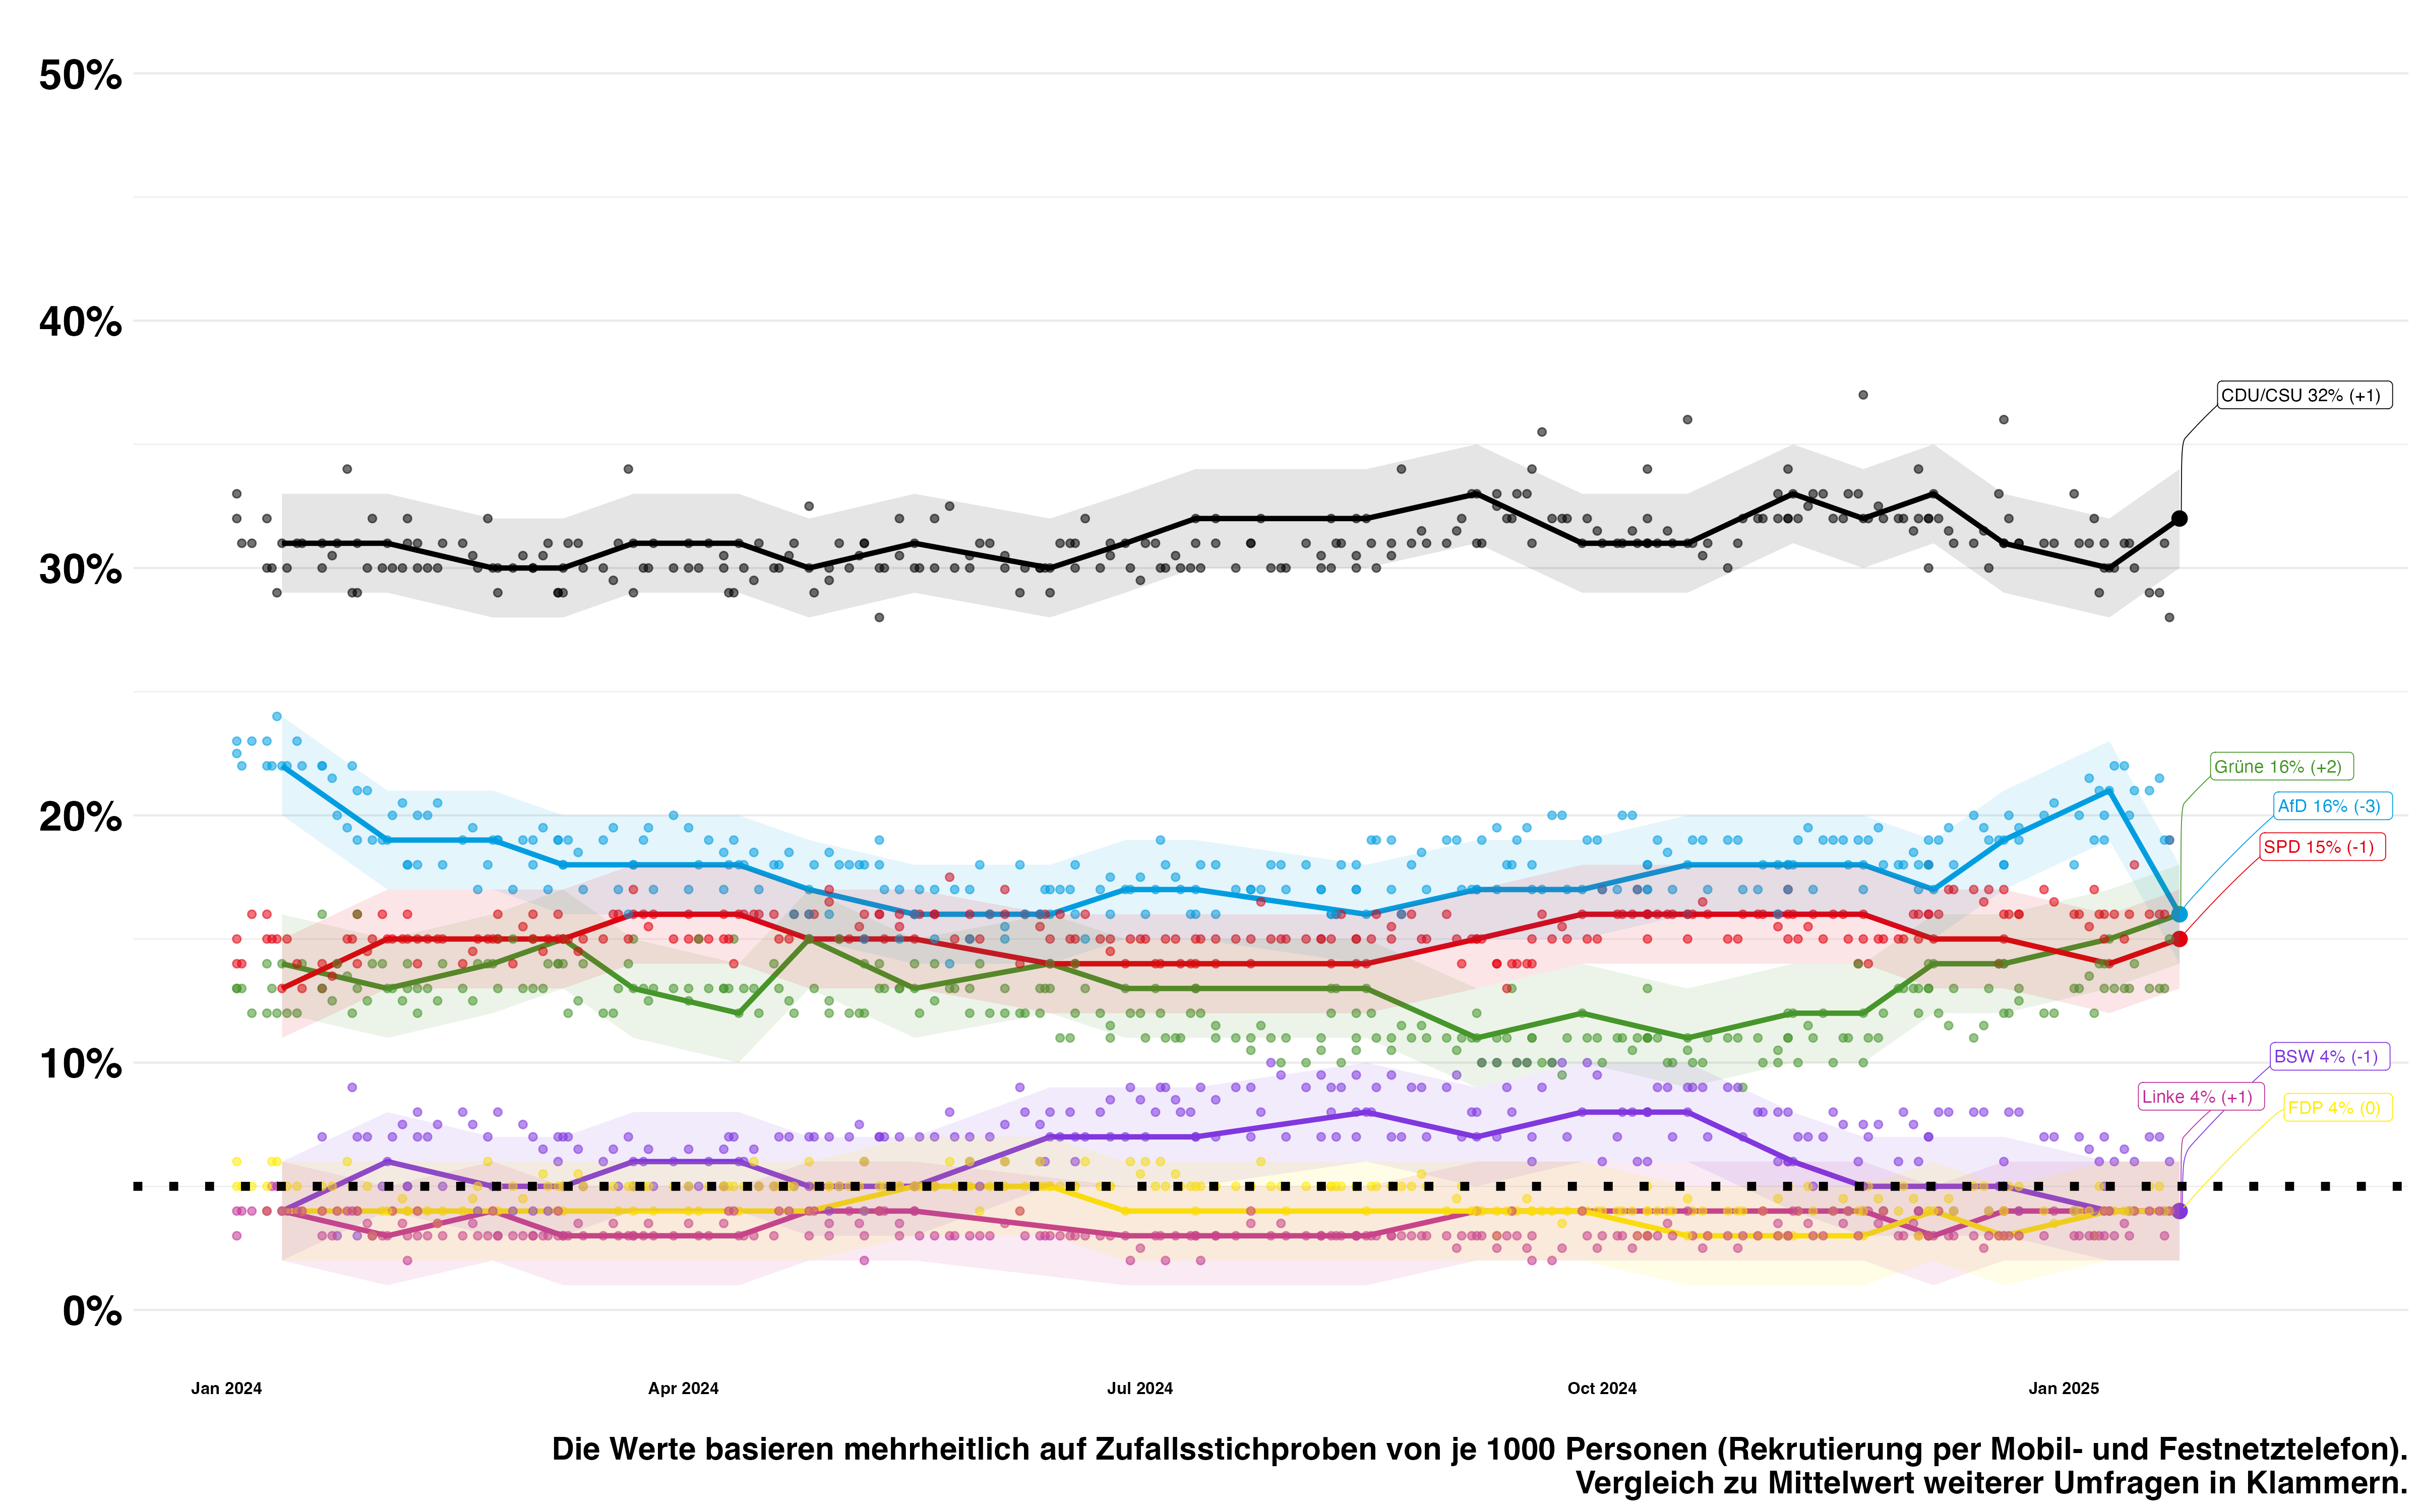 50%
40%
30%
20%
10%
0%
CDU/CSU 32% (+1)
Grüne 16% (+2)
AfD 16% (-3)
SPD 15% (-1)
BSW 4% (-1)
Linke 4% (+1)
FDP 4% (0)
Jan 2024
Apr 2024
Jul 2024
Oct 2024
Jan 2025
Die Werte basieren mehrheitlich auf Zufallsstichproben von je 1000 Personen (Rekrutierung per Mobil- und Festnetztelefon).
Vergleich zu Mittelwert weiterer Umfragen in Klammern.